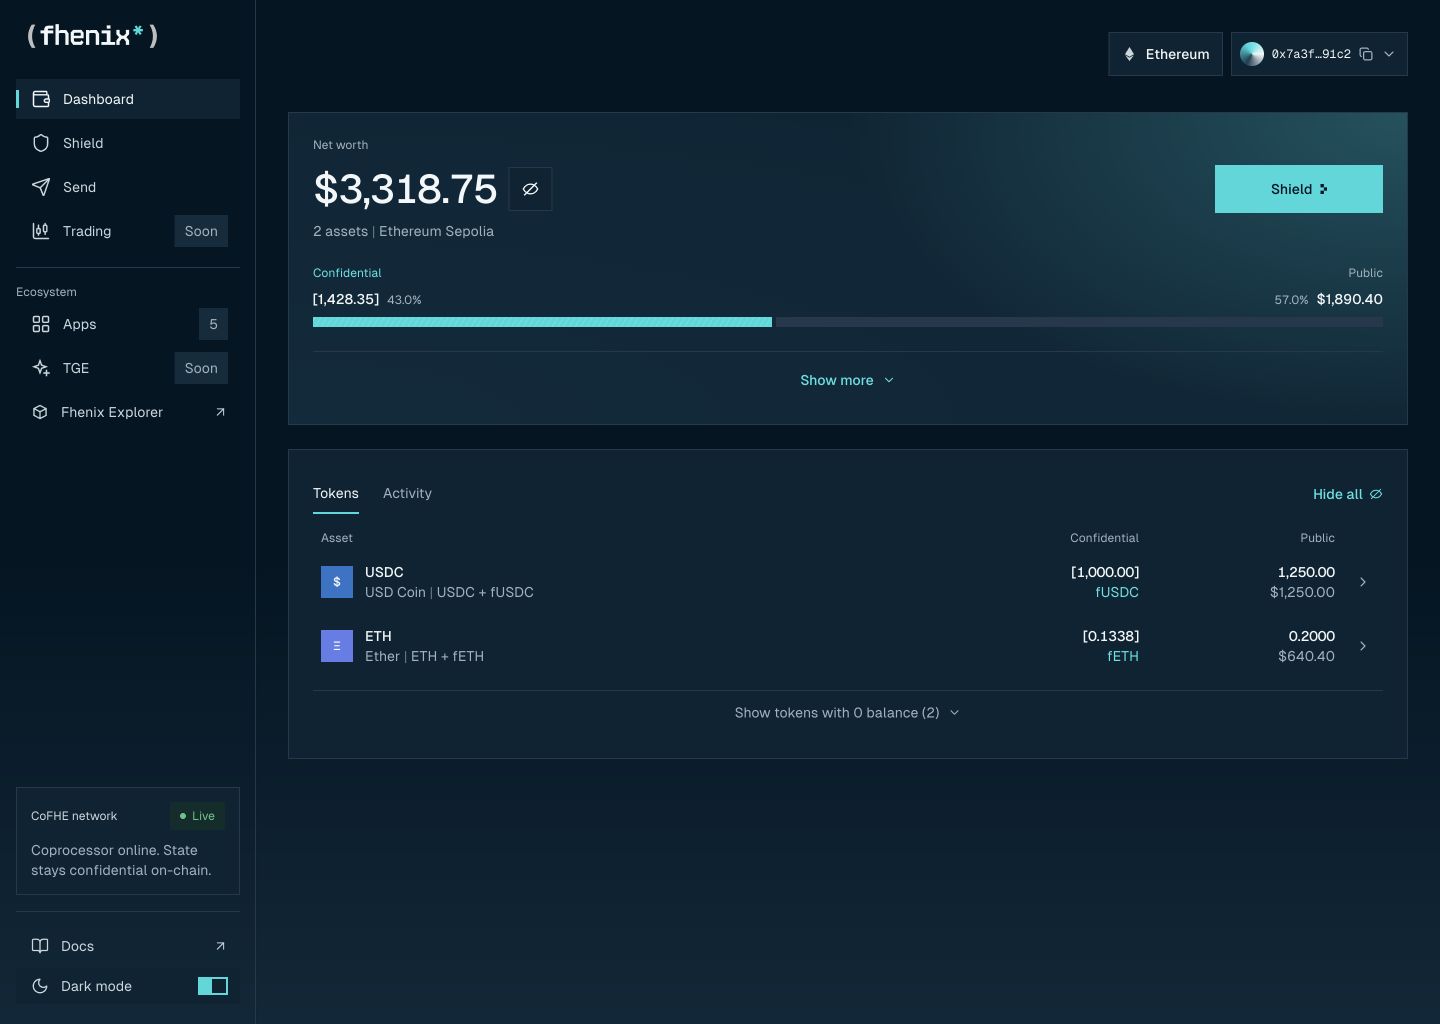 (fhenix*)
Dashboard
Shield
Send
Trading Soon
Ecosystem
Apps 5
TGE Soon
Fhenix Explorer
CoFHE network Live
Coprocessor online. State
stays confidential on-chain.
Docs
Dark mode
Ethereum 0x7a3f…91c2
Net worth
$3,318.75
Shield
2 assets | Ethereum Sepolia
Confidential Public
[1,428.35] 43.0% 57.0% $1,890.40
Show more
Tokens Activity Hide all
Asset Confidential Public
$ USDC [1,000.00] 1,250.00
USD Coin | USDC + fUSDC fUSDC $1,250.00
Ξ ETH [0.1338] 0.2000
Ether | ETH + fETH fETH $640.40
Show tokens with 0 balance (2)